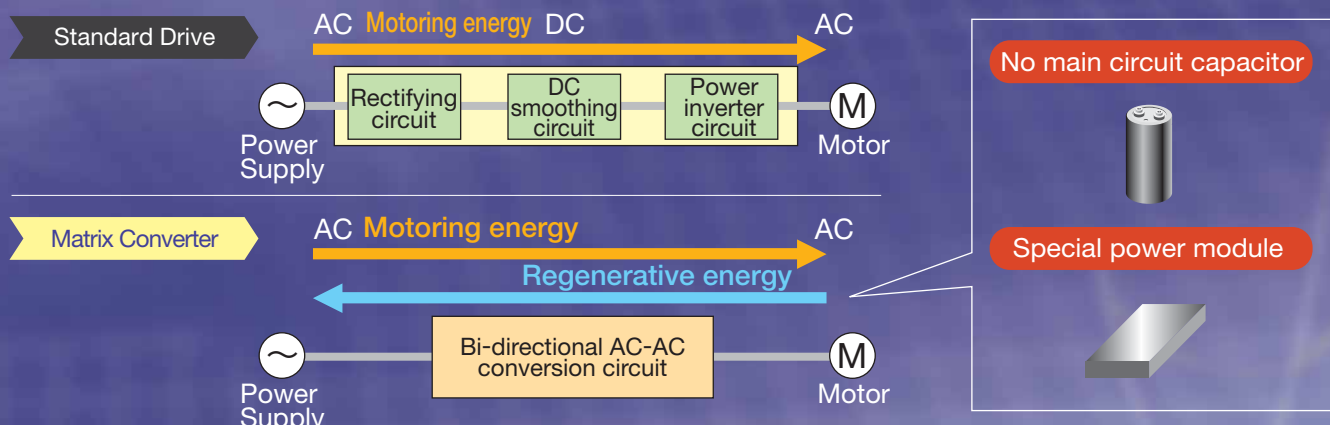 Standard Drive
AC Motoring energy DC AC
Rectifying
circuit
DC
smoothing
circuit
Power
inverter
circuit
~
Power
Supply
M
Motor
Matrix Converter
AC Motoring energy AC
Regenerative energy
Bi-directional AC-AC
conversion circuit
~
Power
Supply
M
Motor
No main circuit capacitor
Special power module